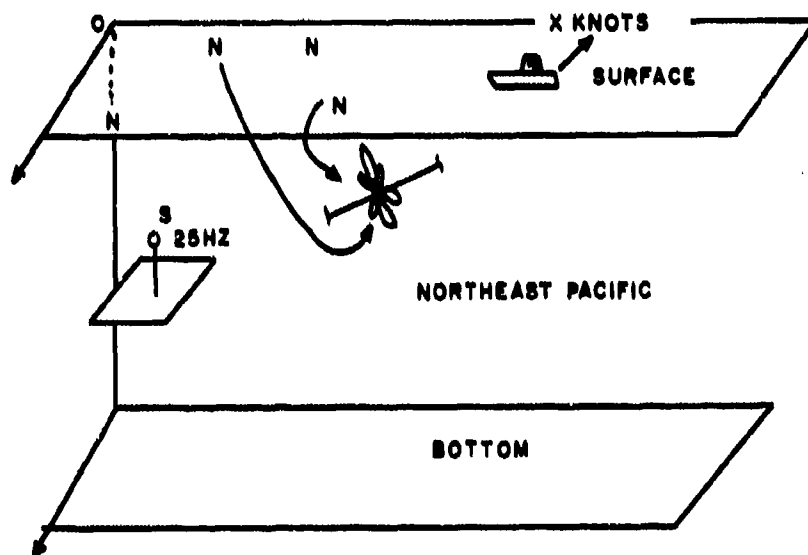 O
X KNOTS
N N
SURFACE
N
N
S
25HZ
NORTHEAST PACIFIC
BOTTOM